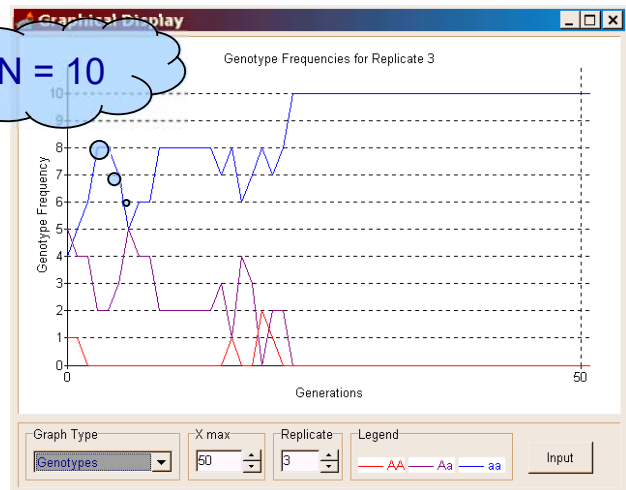 Graphical Display
N = 10
Genotype Frequencies for Replicate 3
Genotype Frequency
10
9
8
7
6
5
4
3
2
1
0
0
50
Generations
Graph Type
X max
Replicate
Legend
Genotypes
50
3
AA
Aa
aa
Input